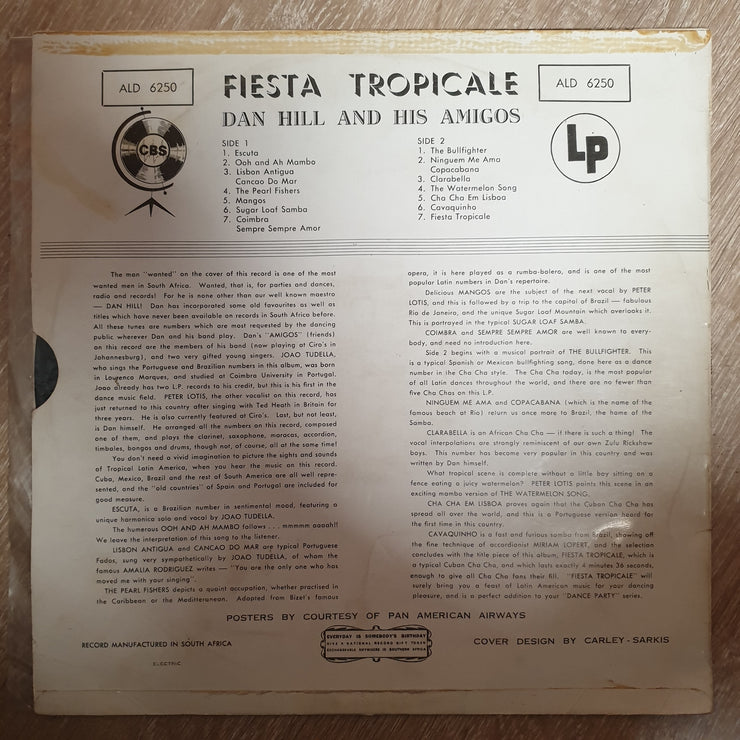 ALD 6250
FIESTA TROPICALE
ALD 6250
DAN HILL AND HIS AMIGOS
CBS
LP
SIDE 1
1. Escuta
2. Ooh and Ah Mambo
3. Lisbon Antigua
Cancao Do Mar
4. The Pearl Fishers
5. Mangos
6. Sugar Loaf Samba
7. Coimbra
Sempre Sempre Amor
SIDE 2
1. The Bullfighter
2. Ninguem Me Ama
Copacabana
3. Clarabella
4. The Watermelon Song
5. Cha Cha Em Lisboa
6. Cavaquinho
7. Fiesta Tropicale
The man "wanted" on the cover of this record is one of the most
wanted men in South Africa. Wanted, that is, for parties and dances,
radio and records! For he is none other than our well known maestro
— DAN HILL! Dan has incorporated some old favourites as well as
titles which have never been available on records in South Africa before.
All these tunes are numbers which are most requested by the dancing
public wherever Dan and his band play. Dan's "AMIGOS" (friends)
on this record are the members of his band (now playing at Ciro's in
Johannesburg), and two very gifted young singers. JOAO TUDELLA,
who sings the Portuguese and Brazilian numbers in this album, was born
in Lourenco Marques, and studied at Coimbra University in Portugal.
Joao already has two L.P. records to his credit, but this is his first in the
dance music field. PETER LOTIS, the other vocalist on this record, has
just returned to this country after singing with Ted Heath in Britain for
three years. He is also currently featured at Ciro's. Last, but not least,
is Dan himself. He arranged all the numbers on this record, composed
one of them, and plays the clarinet, saxophone, moracas, accordion,
timbales, bongos and drums, though not, of course, all at the same time!
You don't need a vivid imagination to picture the sights and sounds
of Tropical Latin America, when you hear the music on this record.
Cuba, Mexico, Brazil and the rest of South America are all well repre-
sented, and the "old countries" of Spain and Portugal are included for
good measure.
ESCUTA, is a Brazilian number in sentimental mood, featuring a
unique harmonica solo and vocal by JOAO TUDELLA.
The humerous OOH AND AH MAMBO follows . . . mmmm aaaah!!
We leave the interpretation of this song to the listener.
LISBON ANTIGUA and CANCAO DO MAR are typical Portuguese
Fados, sung very sympathetically by JOAO TUDELLA, of whom the
famous AMALIA RODRIGUEZ writes — "You are the only one who has
moved me with your singing".
THE PEARL FISHERS depicts a quaint occupation, whether practised in
the Caribbean or the Mediterranean. Adapted from Bizet's famous
opera, it is here played as a rumba-balero, and is one of the most
popular Latin numbers in Dan's repertoire.
Delicious MANGOS are the subject of the next vocal by PETER
LOTIS, and this is followed by a trip to the capital of Brazil — fabulous
Rio de Janeiro, and the unique Sugar Loaf Mountain which overlooks it.
This is portrayed in the typical SUGAR LOAF SAMBA.
COIMBRA and SEMPRE SEMPRE AMOR are well known to every-
body, and need no introduction here.
Side 2 begins with a musical portrait of THE BULLFIGHTER. This
is a typical Spanish or Mexican bullfighting song, done here as a dance
number in the Cha Cha style. The Cha Cha today, is the most popular
of all Latin dances throughout the world, and there are no fewer than
five Cha Chas on this L.P.
NINGUEM ME AMA and COPACABANA (which is the name of the
famous beach at Rio) return us once more to Brazil, the home of the
Samba.
CLARABELLA is an African Cha Cha — if there is such a thing! The
vocal interpolations are strongly reminiscent of our own Zulu Rickshow
boys. This number has become very popular in this country and was
written by Dan himself.
What tropical scene is complete without a little boy sitting on a
fence eating a juicy watermelon? PETER LOTIS paints this scene in an
exciting mambo version of THE WATERMELON SONG.
CHA CHA EM LISBOA proves again that the Cuban Cha Cha has
spread all over the world, and this is a Portuguese version heard for
the first time in this country.
CAVAQUINHO is a fast and furious samba from Brazil, showing off
the fine technique of accordionist MIRIAM LOPERT, and the selection
concludes with the title piece of this album, FIESTA TROPICALE, which is
a typical Cuban Cha Cha, and which lasts exactly 4 minutes 36 seconds,
enough to give all Cha Cha fans their fill. "FIESTA TROPICALE" will
surely bring you a feast of Latin American music for your dancing
pleasure, and is a perfect addition to your "DANCE PARTY" series.
POSTERS BY COURTESY OF PAN AMERICAN AIRWAYS
RECORD MANUFACTURED IN SOUTH AFRICA
EVERYDAY IS SOMEBODY'S BIRTHDAY
GIVE A NATIONAL RECORD GIFT TOKEN
EXCHANGEABLE ANYWHERE IN SOUTHERN AFRICA
COVER DESIGN BY CARLEY-SARKIS
ELECTRIC